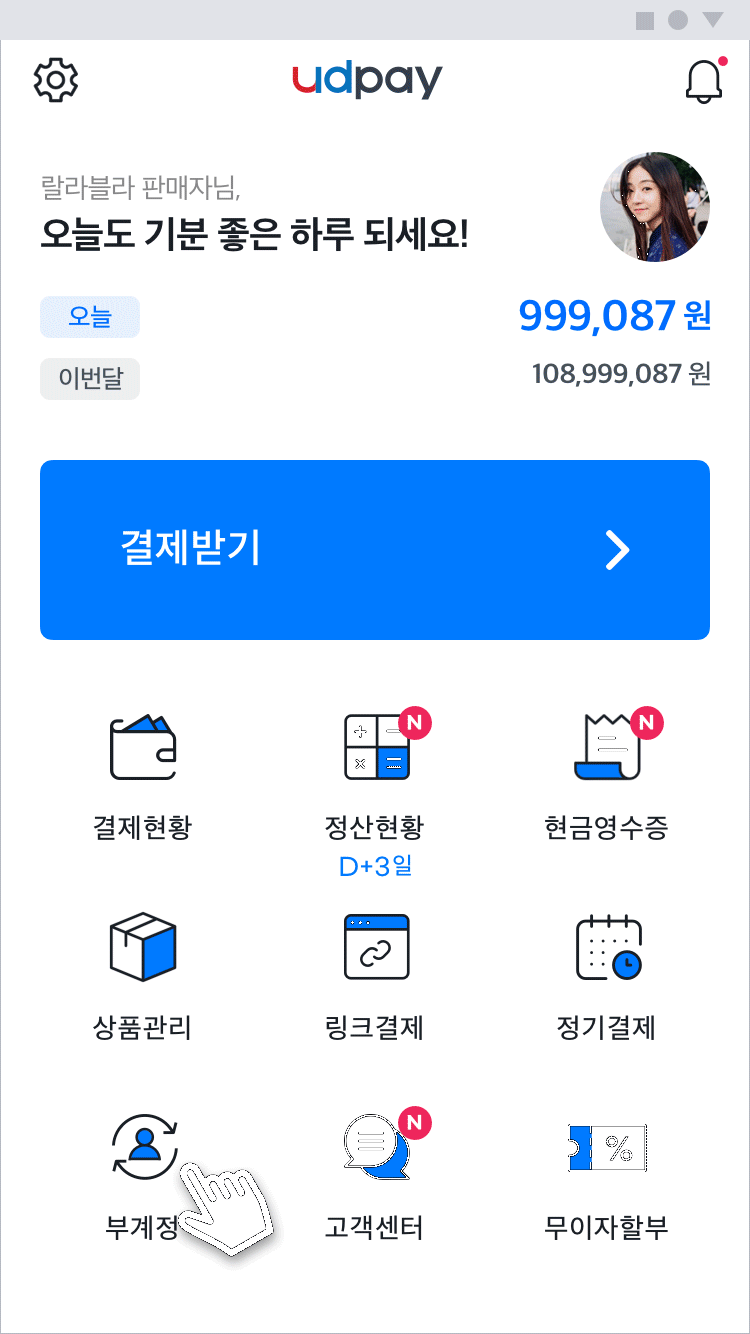 udpay
랄라블라 판매자님,
오늘도 기분 좋은 하루 되세요!
오늘 999,087 원
이번달 108,999,087 원
결제받기
N N
결제현황 정산현황 현금영수증
D+3일
상품관리 링크결제 정기결제
N
%
부계정 고객센터 무이자할부